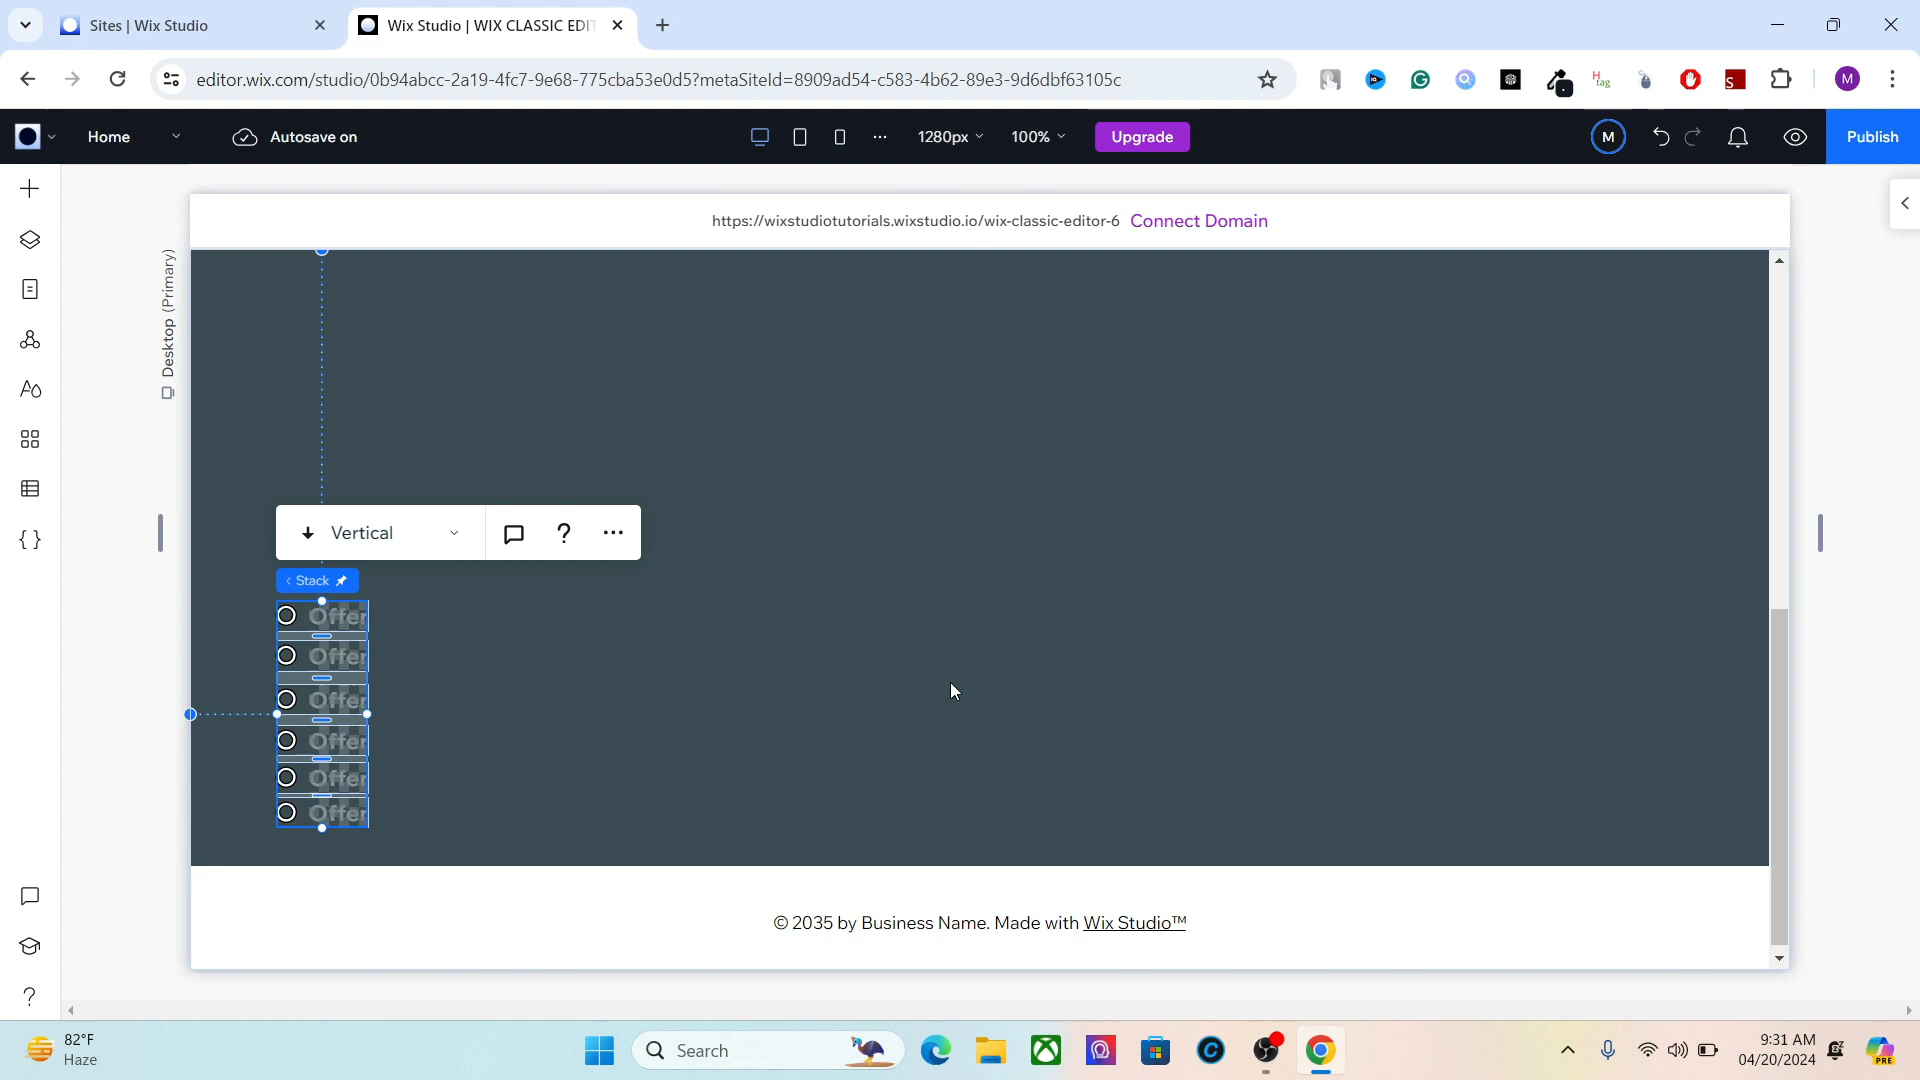 Sites | Wix Studio
Wix Studio | WIX CLASSIC EDIT
editor.wix.com/studio/0b94abcc-2a19-4fc7-9e68-775cba53e0d5?metaSiteId=8909ad54-c583-4b62-89e3-9d6dbf63105c
H
tag
S
M
Home
Autosave on
1280px
100%
Upgrade
M
Publish
https://wixstudiotutorials.wixstudio.io/wix-classic-editor-6 Connect Domain
Desktop (Primary)
Vertical
Stack
Offer
Offer
Offer
Offer
Offer
Offer
© 2035 by Business Name. Made with Wix Studio™
82°F
Haze
Search
9:31 AM
04/20/2024
PRE